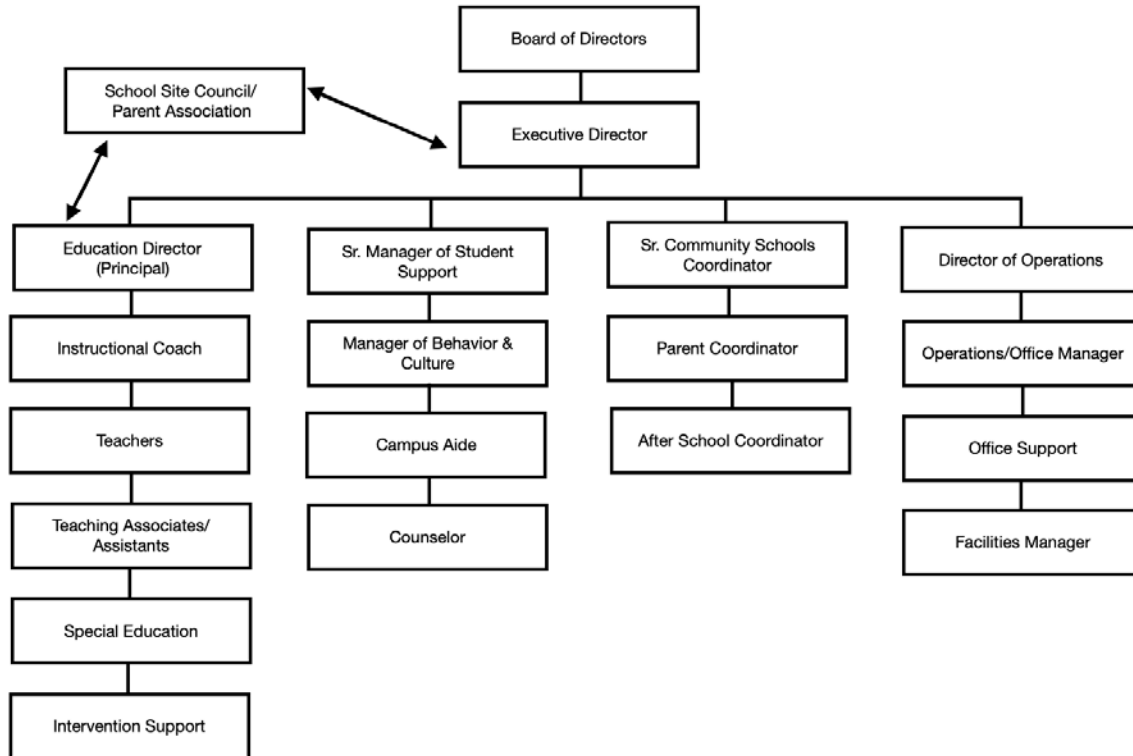 Board of Directors
School Site Council/
Parent Association
Executive Director
Education Director
(Principal)
Sr. Manager of Student
Support
Sr. Community Schools
Coordinator
Director of Operations
Instructional Coach
Manager of Behavior &
Culture
Parent Coordinator
Operations/Office Manager
Teachers
Campus Aide
After School Coordinator
Office Support
Teaching Associates/
Assistants
Counselor
Facilities Manager
Special Education
Intervention Support